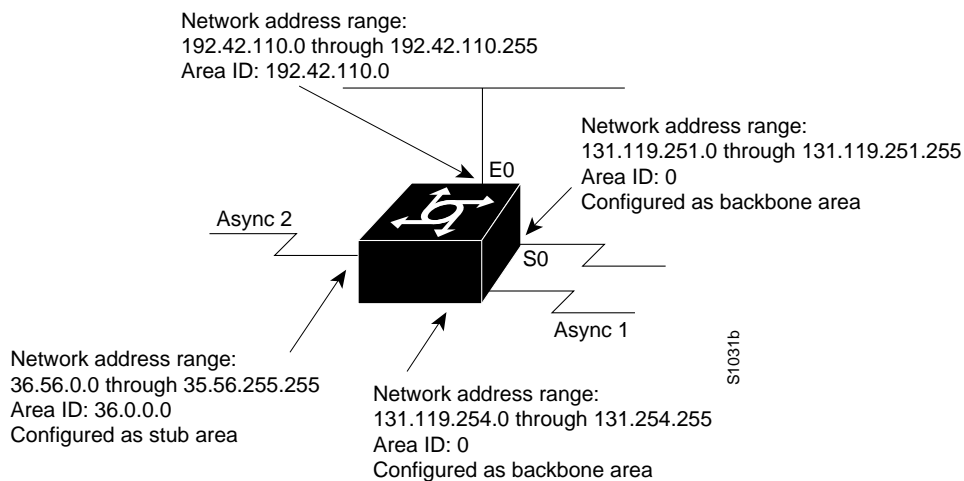 Network address range:
192.42.110.0 through 192.42.110.255
Area ID: 192.42.110.0
Network address range:
131.119.251.0 through 131.119.251.255
Area ID: 0
Configured as backbone area
E0
Async 2
S0
Async 1
S1031b
Network address range:
36.56.0.0 through 35.56.255.255
Area ID: 36.0.0.0
Configured as stub area
Network address range:
131.119.254.0 through 131.254.255
Area ID: 0
Configured as backbone area